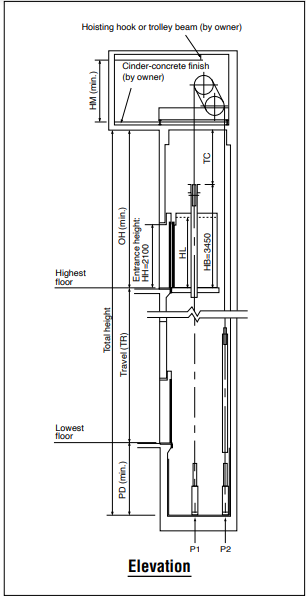 Hoisting hook or trolley beam (by owner)
Cinder-concrete finish
(by owner)
HM (min.)
TC
OH (min.)
Entrance height:
HH=2100
HL
HB=3450
Highest
floor
Total height
Travel (TR)
Lowest
floor
PD (min.)
P1 P2
Elevation